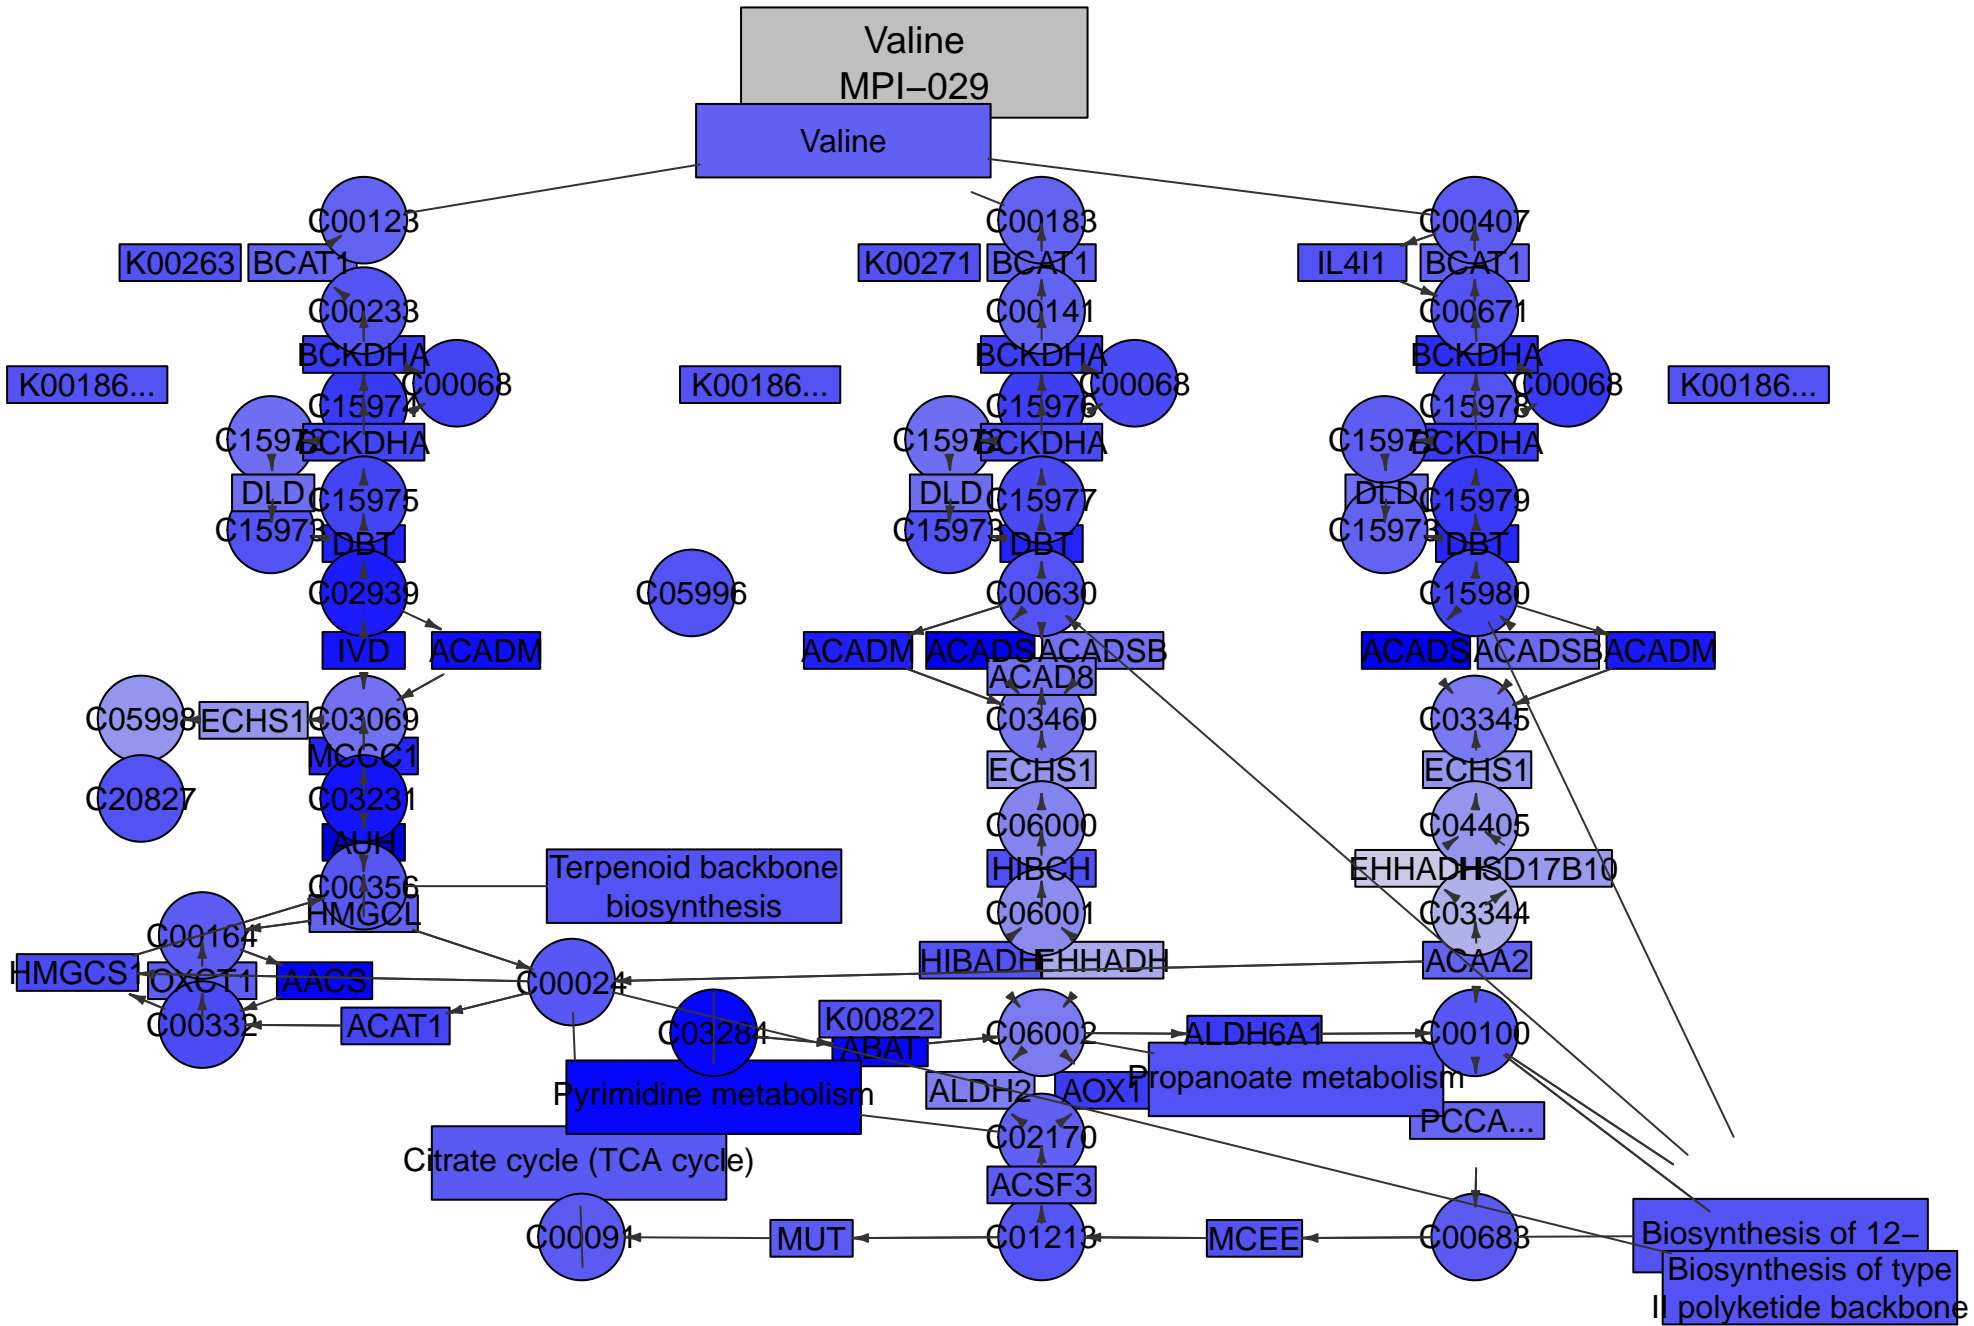 Valine
MPI−029
Valine
C00123
C00183
C00407
K00263
BCAT1
K00271
BCAT1
IL4I1
BCAT1
C00233
C00141
C00671
BCKDHA
BCKDHA
BCKDHA
K00186...
C00068
K00186...
C00068
C00068
K00186...
C15974
C15976
C15978
C15972
BCKDHA
C15972
BCKDHA
C15972
BCKDHA
DLD
C15975
DLD
C15977
DLD
C15979
C15973
DBT
C15973
DBT
C15973
DBT
C02939
C05996
C00630
C15980
IVD
ACADM
ACADM
ACADS
ACADSB
ACADS
ACADSB
ACADM
ACAD8
C05998
ECHS1
C03069
C03460
C03345
MCCC1
ECHS1
ECHS1
C20827
C03231
C06000
C04405
AUH
Terpenoid backbone
biosynthesis
HIBCH
EHHADH
HSD17B10
C00356
HMGCL
C06001
C03344
C00164
HIBADH
EHHADH
ACAA2
HMGCS1
OXCT1
AACS
C00024
C00332
ACAT1
C03284
K00822
ABAT
C06002
ALDH6A1
C00100
Pyrimidine metabolism
ALDH2
AOX1
Propanoate metabolism
PCCA...
C02170
Citrate cycle (TCA cycle)
ACSF3
C00091
MUT
C01213
MCEE
C00683
Biosynthesis of 12−
Biosynthesis of type
II polyketide backbone